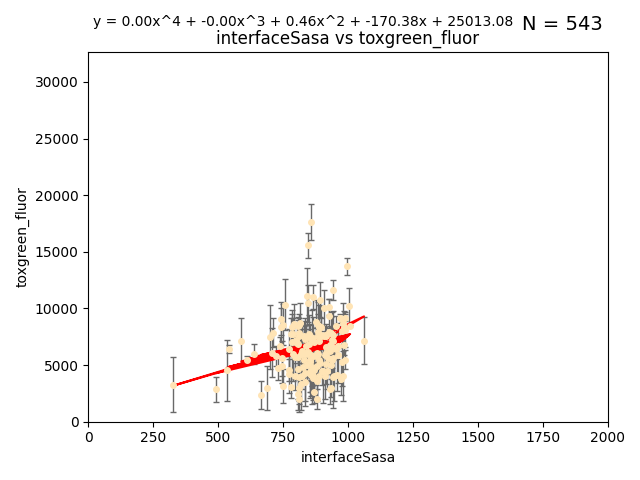 y = 0.00x^4 + -0.00x^3 + 0.46x^2 + -170.38x + 25013.08 N = 543
interfaceSasa vs toxgreen_fluor
30000
25000
20000
15000
10000
5000
0
toxgreen_fluor
0 250 500 750 1000 1250 1500 1750 2000
interfaceSasa